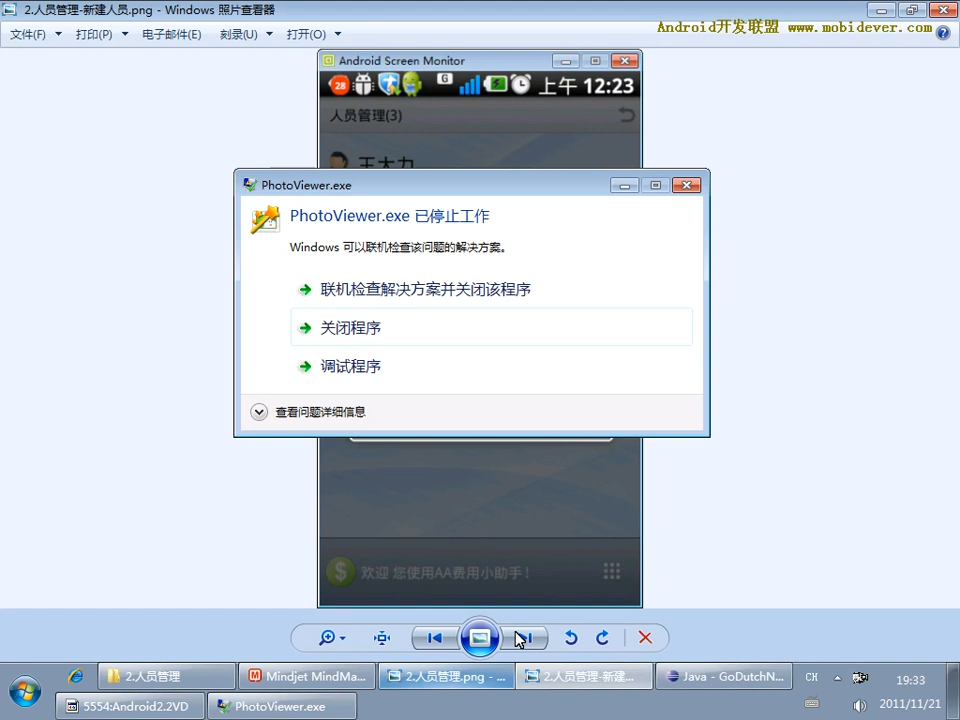 2.人员管理-新建人员.png - Windows 照片查看器
文件(F) 打印(P) 电子邮件(E) 刻录(U) 打开(O)
Android开发联盟 www.mobidever.com
Android Screen Monitor
28 G 上午 12:23
人员管理(3)
王大力
PhotoViewer.exe
PhotoViewer.exe 已停止工作
Windows 可以联机检查该问题的解决方案。
联机检查解决方案并关闭该程序
关闭程序
调试程序
查看问题详细信息
欢迎 您使用AA费用小助手!
2.人员管理
Mindjet MindMa...
2.人员管理.png - ...
2.人员管理-新建...
Java - GoDutchN...
CH
19:33
5554:Android2.2VD
PhotoViewer.exe
2011/11/21